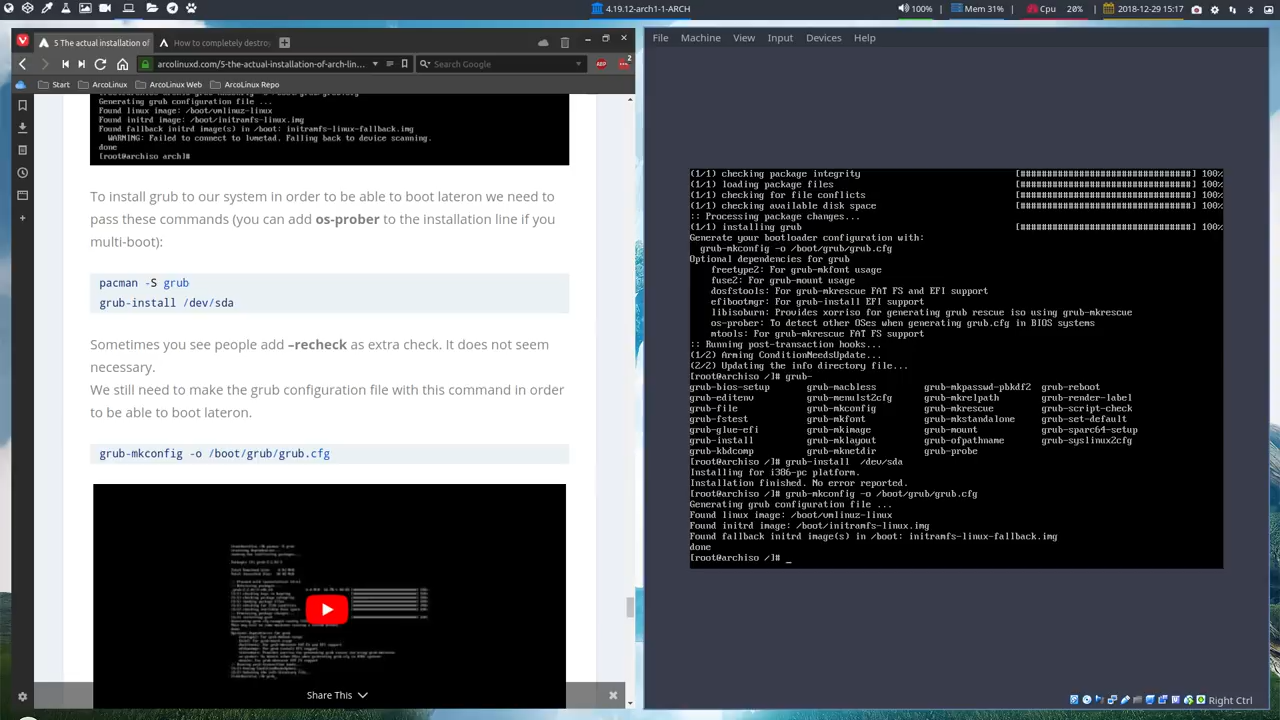 100%
31%
Cpu
28%
2018-12-29 15:17
5 The actual installation of
How to completely destroy
arcolinuxd.com/5-the-actual-installation-of-arch-lin...
Search Google
ABP
2
Start
ArcoLinux
ArcoLinux Web
ArcoLinux Repo
Generating grub configuration file ...
Found linux image: /boot/vmlinuz-linux
Found initrd image: /boot/initramfs-linux.img
Found fallback initrd image(s) in /boot: initramfs-linux-fallback.img
WARNING: Failed to connect to lvmetad. Falling back to device scanning.
done
[root@archiso arch]#
To install grub to our system in order to be able to boot lateron we need to
pass these commands (you can add os-prober to the installation line if you
multi-boot):
pacman -S grub
grub-install /dev/sda
Sometimes you see people add –recheck as extra check. It does not seem
necessary.
We still need to make the grub configuration file with this command in order
to be able to boot lateron.
grub-mkconfig -o /boot/grub/grub.cfg
Share This
File Machine View Input Devices Help
(1/1) checking package integrity [######################] 100%
(1/1) loading package files [######################] 100%
(1/1) checking for file conflicts [######################] 100%
(1/1) checking available disk space [######################] 100%
:: Processing package changes...
(1/1) installing grub [######################] 100%
Generate your bootloader configuration with:
grub-mkconfig -o /boot/grub/grub.cfg
Optional dependencies for grub
freetype2: For grub-mkfont usage
fuse2: For grub-mount usage
dosfstools: For grub-mkrescue FAT FS and EFI support
efibootmgr: For grub-install EFI support
libisoburn: Provides xorriso for generating grub rescue iso using grub-mkrescue
os-prober: To detect other OSes when generating grub.cfg in BIOS systems
mtools: For grub-mkrescue FAT FS support
:: Running post-transaction hooks...
(1/2) Arming ConditionNeedsUpdate...
(2/2) Updating the info directory file...
[root@archiso /]# grub-
grub-bios-setup grub-macbless grub-mkpasswd-pbkdf2 grub-reboot
grub-editenv grub-menulst2cfg grub-mkrelpath grub-render-label
grub-file grub-mkconfig grub-mkrescue grub-script-check
grub-fstest grub-mkfont grub-mkstandalone grub-set-default
grub-glue-efi grub-mkimage grub-mount grub-sparc64-setup
grub-install grub-mklayout grub-ofpathname grub-syslinux2cfg
grub-kbdcomp grub-mknetdir grub-probe
[root@archiso /]# grub-install /dev/sda
Installing for i386-pc platform.
Installation finished. No error reported.
[root@archiso /]# grub-mkconfig -o /boot/grub/grub.cfg
Generating grub configuration file ...
Found linux image: /boot/vmlinuz-linux
Found initrd image: /boot/initramfs-linux.img
Found fallback initrd image(s) in /boot: initramfs-linux-fallback.img
done
[root@archiso /]# _
Right Ctrl